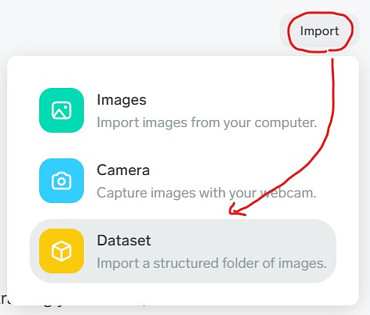 Import
Images
Import images from your computer.
Camera
Capture images with your webcam.
Dataset
Import a structured folder of images.